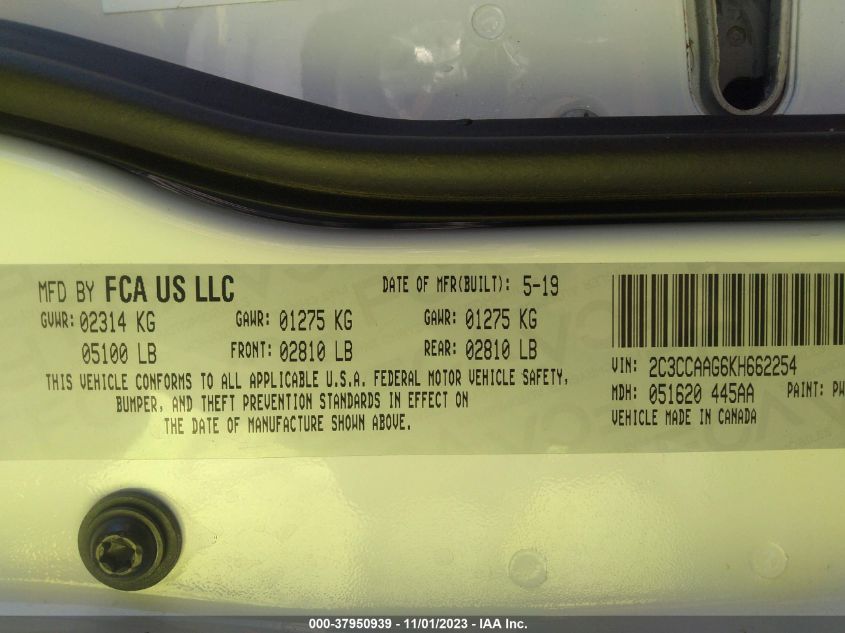 MFD BY FCA US LLC
DATE OF MFR(BUILT): 5-19
GVWR: 02314 KG
GAWR: 01275 KG
GAWR: 01275 KG
05100 LB
FRONT: 02810 LB
REAR: 02810 LB
THIS VEHICLE CONFORMS TO ALL APPLICABLE U.S.A. FEDERAL MOTOR VEHICLE SAFETY,
BUMPER, AND THEFT PREVENTION STANDARDS IN EFFECT ON
THE DATE OF MANUFACTURE SHOWN ABOVE.
VIN: 2C3CCAAG6KH662254
MDH: 051620 445AA PAINT: PW
VEHICLE MADE IN CANADA
000-37950939 - 11/01/2023 - IAA Inc.